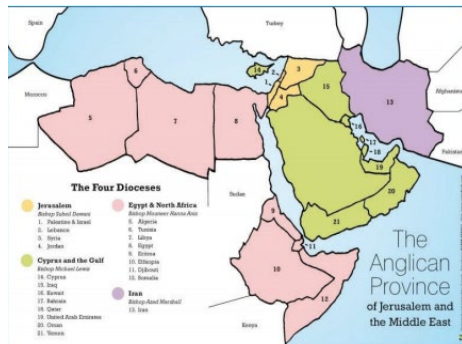 Spain
Turkey
Morocco
Afghanistan
Pakistan
Sudan
Kenya
14
2
1
3
4
15
13
6
5
7
8
16
17
18
19
20
21
9
11
10
12
The Four Dioceses
Jerusalem
Bishop Suheil Dawani
1. Palestine & Israel
2. Lebanon
3. Syria
4. Jordan
Cyprus and the Gulf
Bishop Michael Lewis
14. Cyprus
15. Iraq
16. Kuwait
17. Bahrain
18. Qatar
19. United Arab Emirates
20. Oman
21. Yemen
Egypt & North Africa
Bishop Mouneer Hanna Anis
5. Algeria
6. Tunisia
7. Libya
8. Egypt
9. Eritrea
10. Ethiopia
11. Djibouti
12. Somalia
Iran
Bishop Azad Marshall
13. Iran
The
Anglican
Province
of Jerusalem and
the Middle East